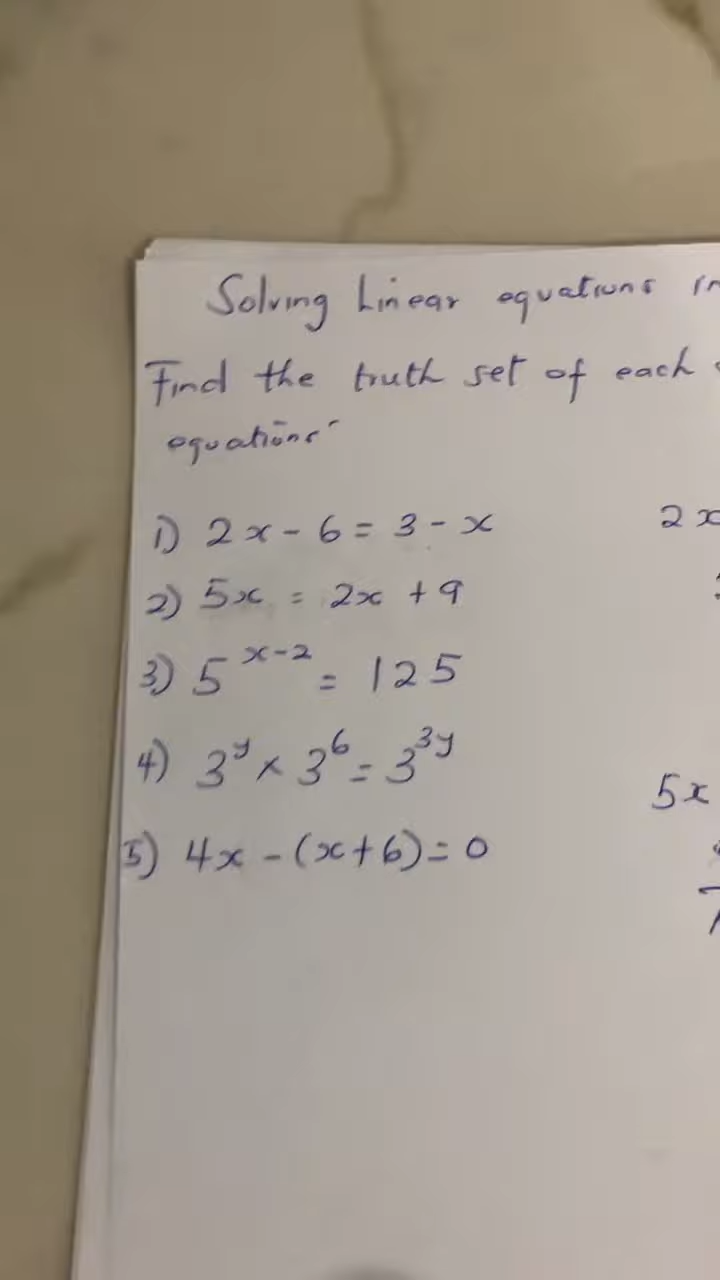 Solving Linear equations in
Find the truth set of each
equations
1) 2x - 6 = 3 - x
2x
2) 5x = 2x + 9
3) 5^{x-2} = 125
4) 3^y × 3^6 = 3^{3y}
5x
5) 4x - (x+6) = 0